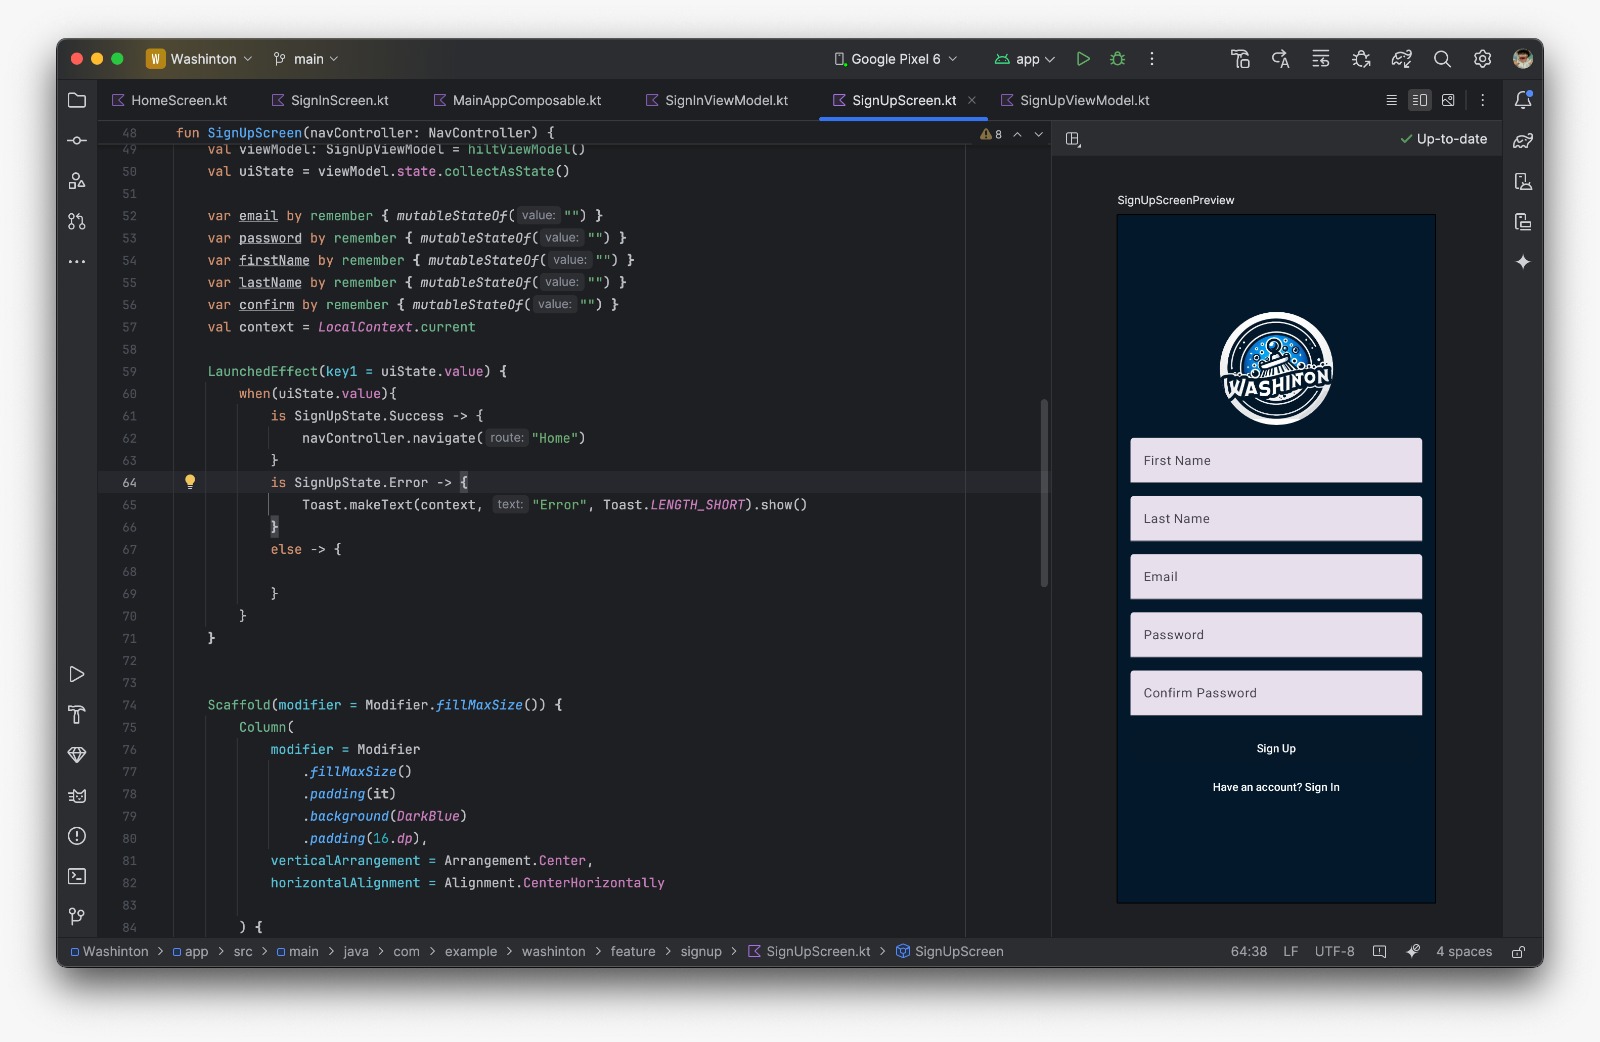 W Washinton main Google Pixel 6 app
HomeScreen.kt SignInScreen.kt MainAppComposable.kt SignInViewModel.kt SignUpScreen.kt SignUpViewModel.kt
48 fun SignUpScreen(navController: NavController) { 8
49 val viewModel: SignUpViewModel = hiltViewModel()
50 val uiState = viewModel.state.collectAsState()
51
52 var email by remember { mutableStateOf( value: "") }
53 var password by remember { mutableStateOf( value: "") }
54 var firstName by remember { mutableStateOf( value: "") }
55 var lastName by remember { mutableStateOf( value: "") }
56 var confirm by remember { mutableStateOf( value: "") }
57 val context = LocalContext.current
58
59 LaunchedEffect(key1 = uiState.value) {
60 when(uiState.value){
61 is SignUpState.Success -> {
62 navController.navigate( route: "Home")
63 }
64 is SignUpState.Error -> {
65 Toast.makeText(context, text: "Error", Toast.LENGTH_SHORT).show()
66 }
67 else -> {
68
69 }
70 }
71 }
72
73
74 Scaffold(modifier = Modifier.fillMaxSize()) {
75 Column(
76 modifier = Modifier
77 .fillMaxSize()
78 .padding(it)
79 .background(DarkBlue)
80 .padding(16.dp),
81 verticalArrangement = Arrangement.Center,
82 horizontalAlignment = Alignment.CenterHorizontally
83
84 ) {
Up-to-date
SignUpScreenPreview
WASHINTON
First Name
Last Name
Email
Password
Confirm Password
Sign Up
Have an account? Sign In
Washinton > app > src > main > java > com > example > washinton > feature > signup > SignUpScreen.kt > SignUpScreen 64:38 LF UTF-8 4 spaces